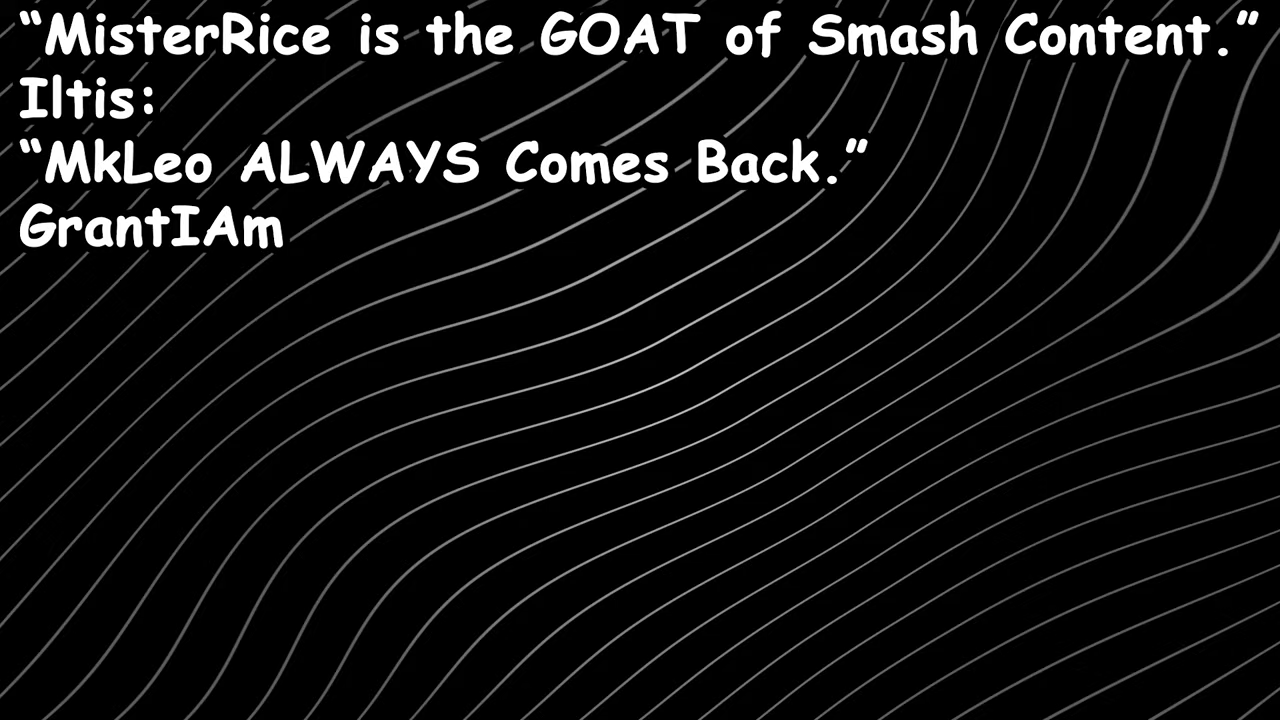 “MisterRice is the GOAT of Smash Content.”
Iltis:
“MkLeo ALWAYS Comes Back.”
GrantIAm